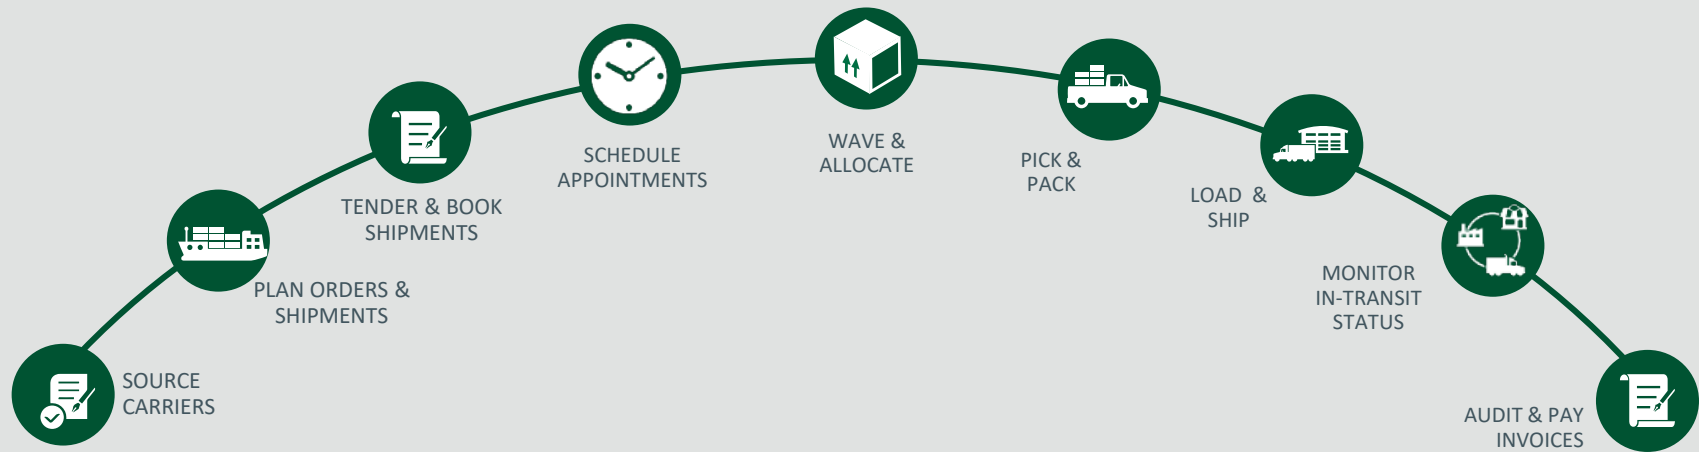 SOURCE
CARRIERS
PLAN ORDERS &
SHIPMENTS
TENDER & BOOK
SHIPMENTS
SCHEDULE
APPOINTMENTS
WAVE &
ALLOCATE
PICK &
PACK
LOAD &
SHIP
MONITOR
IN-TRANSIT
STATUS
AUDIT & PAY
INVOICES